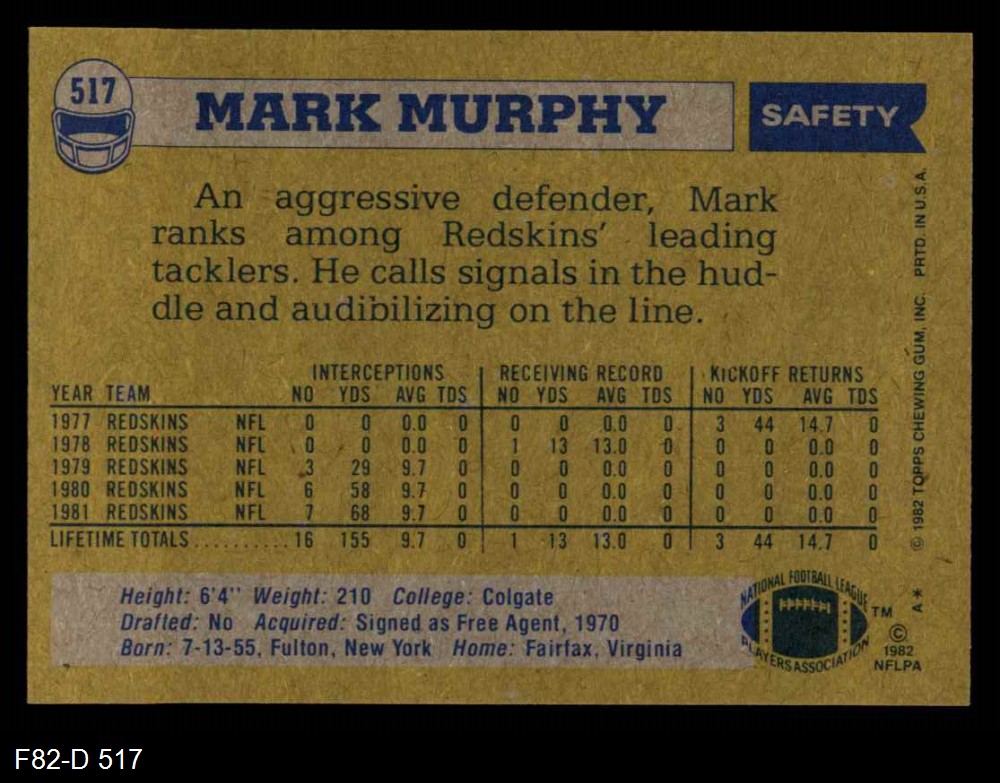 517
MARK MURPHY
SAFETY
An aggressive defender, Mark
ranks among Redskins' leading
tacklers. He calls signals in the hud-
dle and audibilizing on the line.
INTERCEPTIONS RECEIVING RECORD KICKOFF RETURNS
YEAR TEAM NO YDS AVG TDS NO YDS AVG TDS NO YDS AVG TDS
1977 REDSKINS NFL 0 0 0.0 0 0 0 0.0 0 3 44 14.7 0
1978 REDSKINS NFL 0 0 0.0 0 1 13 13.0 0 0 0 0.0 0
1979 REDSKINS NFL 3 29 9.7 0 0 0 0.0 0 0 0 0.0 0
1980 REDSKINS NFL 6 58 9.7 0 0 0 0.0 0 0 0 0.0 0
1981 REDSKINS NFL 7 68 9.7 0 0 0 0.0 0 0 0 0.0 0
LIFETIME TOTALS.......... 16 155 9.7 0 1 13 13.0 0 3 44 14.7 0
Height: 6'4" Weight: 210 College: Colgate
Drafted: No Acquired: Signed as Free Agent, 1970
Born: 7-13-55, Fulton, New York Home: Fairfax, Virginia
NATIONAL FOOTBALL LEAGUE
PLAYERS ASSOCIATION
TM
©
1982
NFLPA
A*
© 1982 TOPPS CHEWING GUM, INC. PRTD. IN U.S.A.
F82-D 517